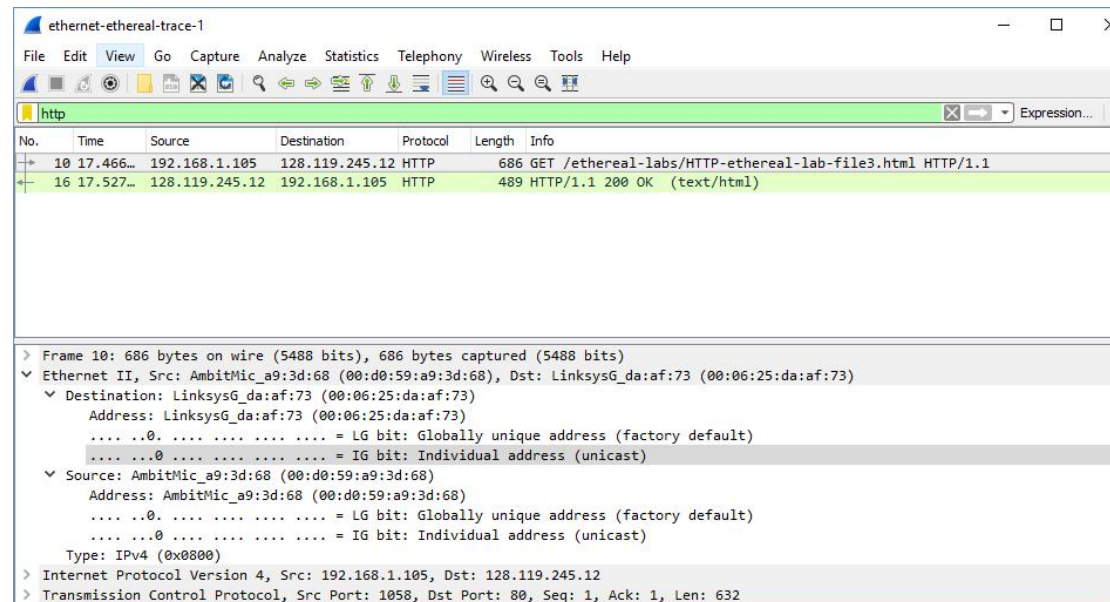 ethernet-ethereal-trace-1
File Edit View Go Capture Analyze Statistics Telephony Wireless Tools Help
http Expression...
No. Time Source Destination Protocol Length Info
10 17.466… 192.168.1.105 128.119.245.12 HTTP 686 GET /ethereal-labs/HTTP-ethereal-lab-file3.html HTTP/1.1
16 17.527… 128.119.245.12 192.168.1.105 HTTP 489 HTTP/1.1 200 OK (text/html)
Frame 10: 686 bytes on wire (5488 bits), 686 bytes captured (5488 bits)
Ethernet II, Src: AmbitMic_a9:3d:68 (00:d0:59:a9:3d:68), Dst: LinksysG_da:af:73 (00:06:25:da:af:73)
Destination: LinksysG_da:af:73 (00:06:25:da:af:73)
Address: LinksysG_da:af:73 (00:06:25:da:af:73)
.... ..0. .... .... .... .... = LG bit: Globally unique address (factory default)
.... ...0 .... .... .... .... = IG bit: Individual address (unicast)
Source: AmbitMic_a9:3d:68 (00:d0:59:a9:3d:68)
Address: AmbitMic_a9:3d:68 (00:d0:59:a9:3d:68)
.... ..0. .... .... .... .... = LG bit: Globally unique address (factory default)
.... ...0 .... .... .... .... = IG bit: Individual address (unicast)
Type: IPv4 (0x0800)
Internet Protocol Version 4, Src: 192.168.1.105, Dst: 128.119.245.12
Transmission Control Protocol, Src Port: 1058, Dst Port: 80, Seq: 1, Ack: 1, Len: 632